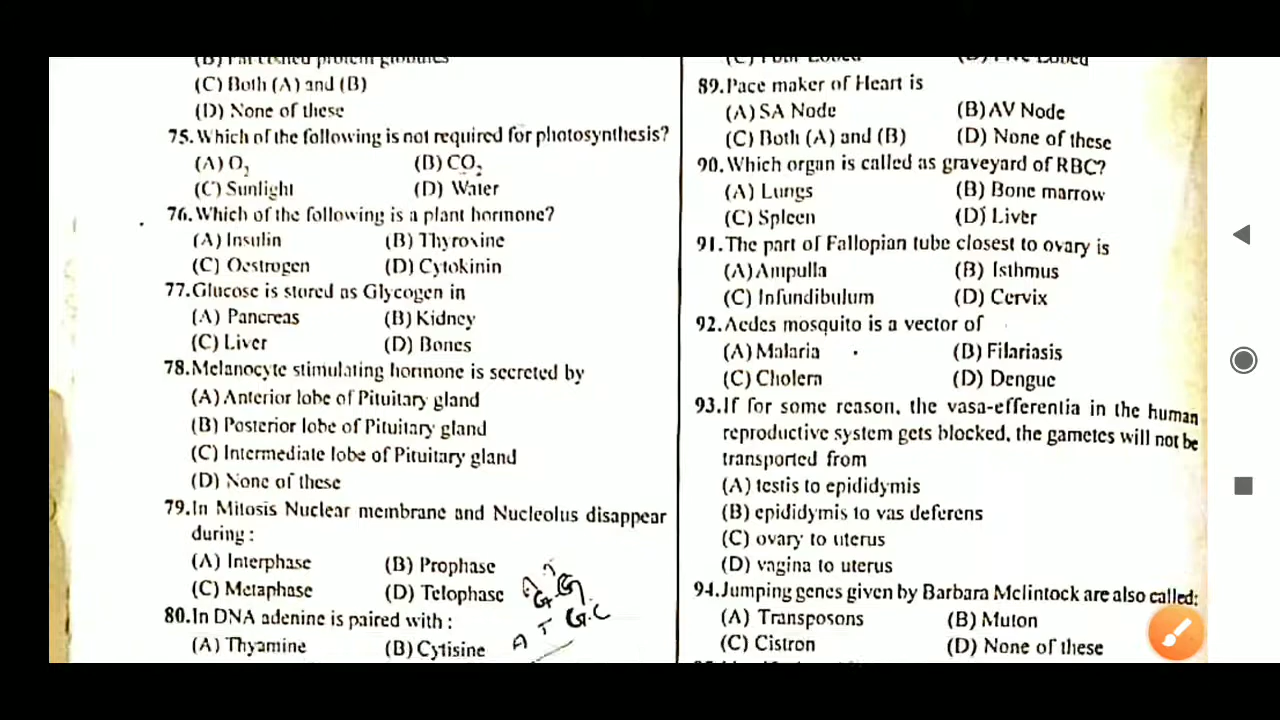 (B) Fat coated protein globules
(C) Both (A) and (B)
(D) None of these
75. Which of the following is not required for photosynthesis?
(A) O₂ (B) CO₂
(C) Sunlight (D) Water
76. Which of the following is a plant hormone?
(A) Insulin (B) Thyroxine
(C) Oestrogen (D) Cytokinin
77. Glucose is stored as Glycogen in
(A) Pancreas (B) Kidney
(C) Liver (D) Bones
78. Melanocyte stimulating hormone is secreted by
(A) Anterior lobe of Pituitary gland
(B) Posterior lobe of Pituitary gland
(C) Intermediate lobe of Pituitary gland
(D) None of these
79. In Mitosis Nuclear membrane and Nucleolus disappear
during :
(A) Interphase (B) Prophase
(C) Metaphase (D) Telophase
80. In DNA adenine is paired with :
(A) Thyamine (B) Cytisine
A T G.C
(C) Four Lobed (D) Five Lobed
89. Pace maker of Heart is
(A) SA Node (B) AV Node
(C) Both (A) and (B) (D) None of these
90. Which organ is called as graveyard of RBC?
(A) Lungs (B) Bone marrow
(C) Spleen (D) Liver
91. The part of Fallopian tube closest to ovary is
(A) Ampulla (B) Isthmus
(C) Infundibulum (D) Cervix
92. Aedes mosquito is a vector of
(A) Malaria (B) Filariasis
(C) Cholera (D) Dengue
93. If for some reason, the vasa-efferentia in the human
reproductive system gets blocked, the gametes will not be
transported from
(A) testis to epididymis
(B) epididymis to vas deferens
(C) ovary to uterus
(D) vagina to uterus
94. Jumping genes given by Barbara Mclintock are also called:
(A) Transposons (B) Muton
(C) Cistron (D) None of these